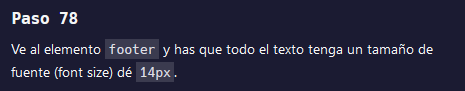 Paso 78
Ve al elemento footer y has que todo el texto tenga un tamaño de
fuente (font size) dé 14px.